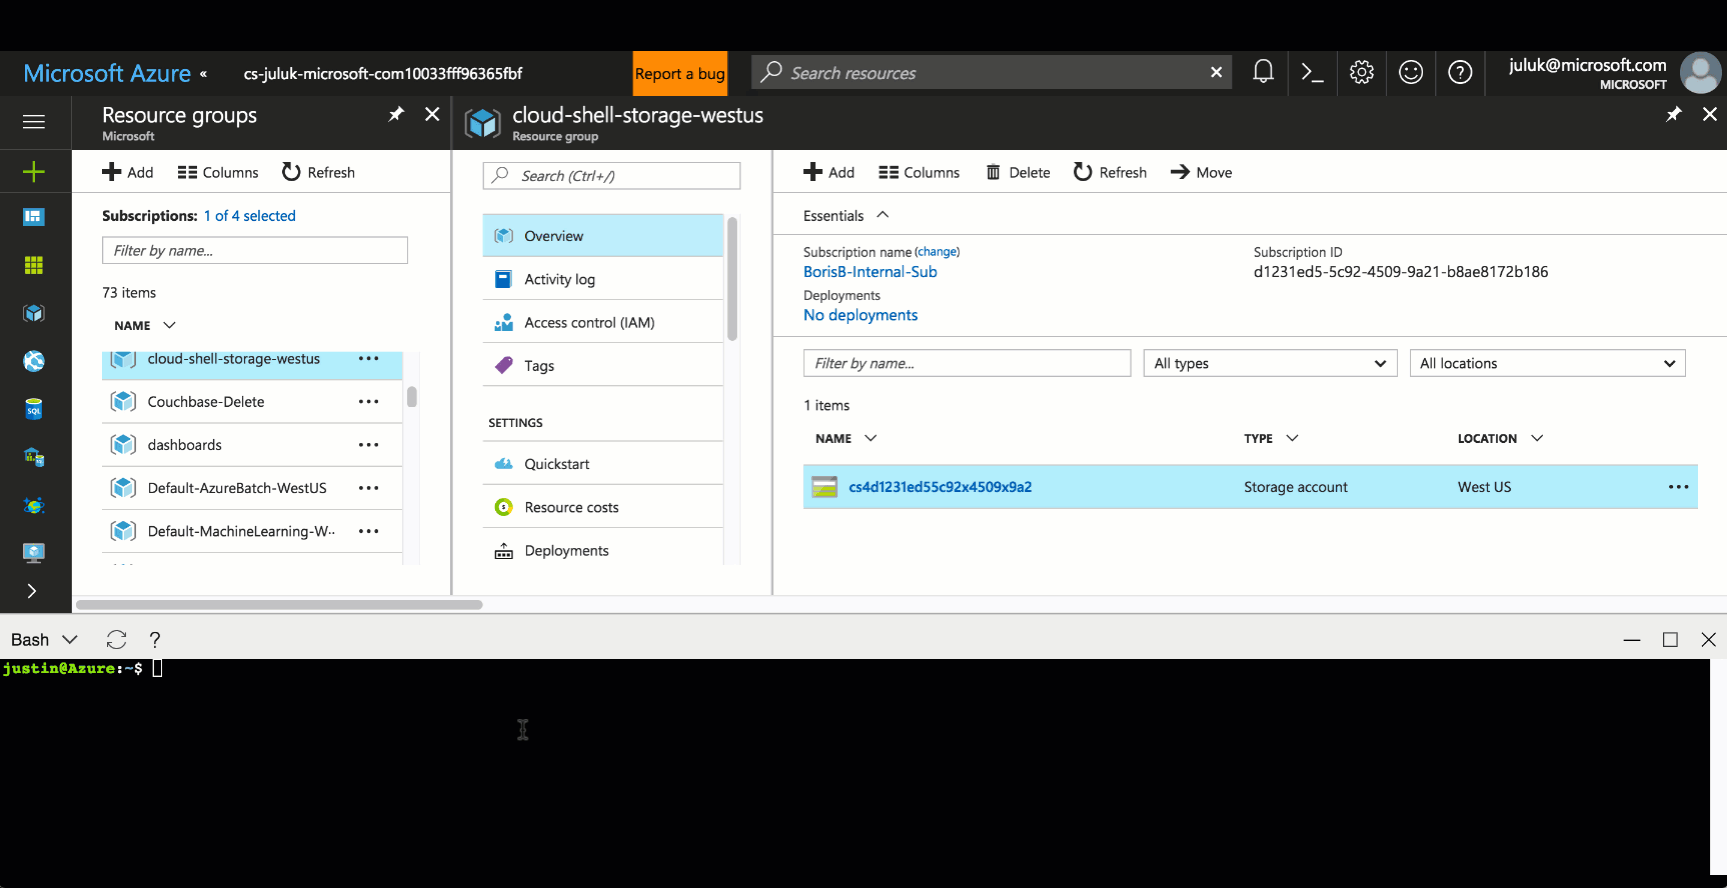 Microsoft Azure «
cs-juluk-microsoft-com10033fff96365fbf
Report a bug
Search resources
juluk@microsoft.com
MICROSOFT
Resource groups
Microsoft
Add
Columns
Refresh
Subscriptions: 1 of 4 selected
Filter by name...
73 items
NAME
cloud-shell-storage-westus
Couchbase-Delete
dashboards
Default-AzureBatch-WestUS
Default-MachineLearning-W··
cloud-shell-storage-westus
Resource group
Search (Ctrl+/)
Overview
Activity log
Access control (IAM)
Tags
SETTINGS
Quickstart
Resource costs
Deployments
Add
Columns
Delete
Refresh
Move
Essentials
Subscription name (change)
BorisB-Internal-Sub
Deployments
No deployments
Subscription ID
d1231ed5-5c92-4509-9a21-b8ae8172b186
Filter by name...
All types
All locations
1 items
NAME TYPE LOCATION
cs4d1231ed55c92x4509x9a2 Storage account West US
Bash ?
justin@Azure:~$